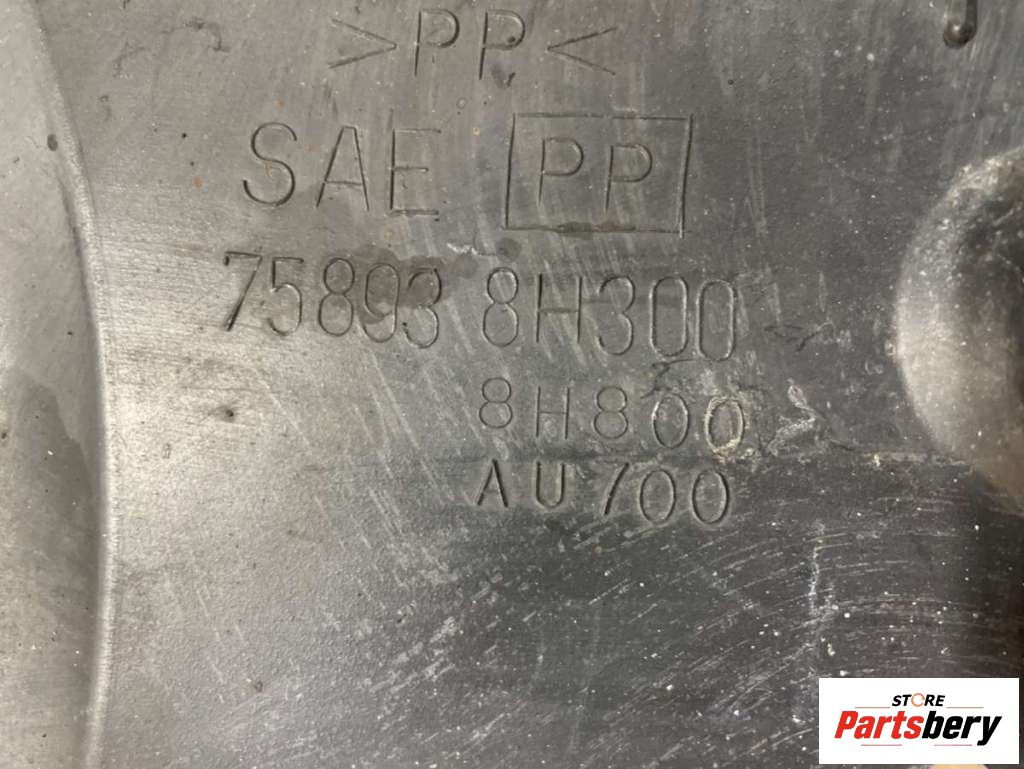 >PP<
SAE PP
75893 8H300
8H800
AU700
STORE
Partsbery